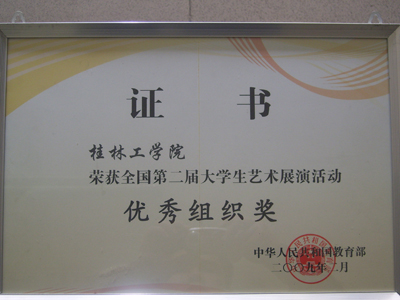 证 书
桂林工学院
荣获全国第二届大学生艺术展演活动
优秀组织奖
中华人民共和国教育部
二〇〇九年二月